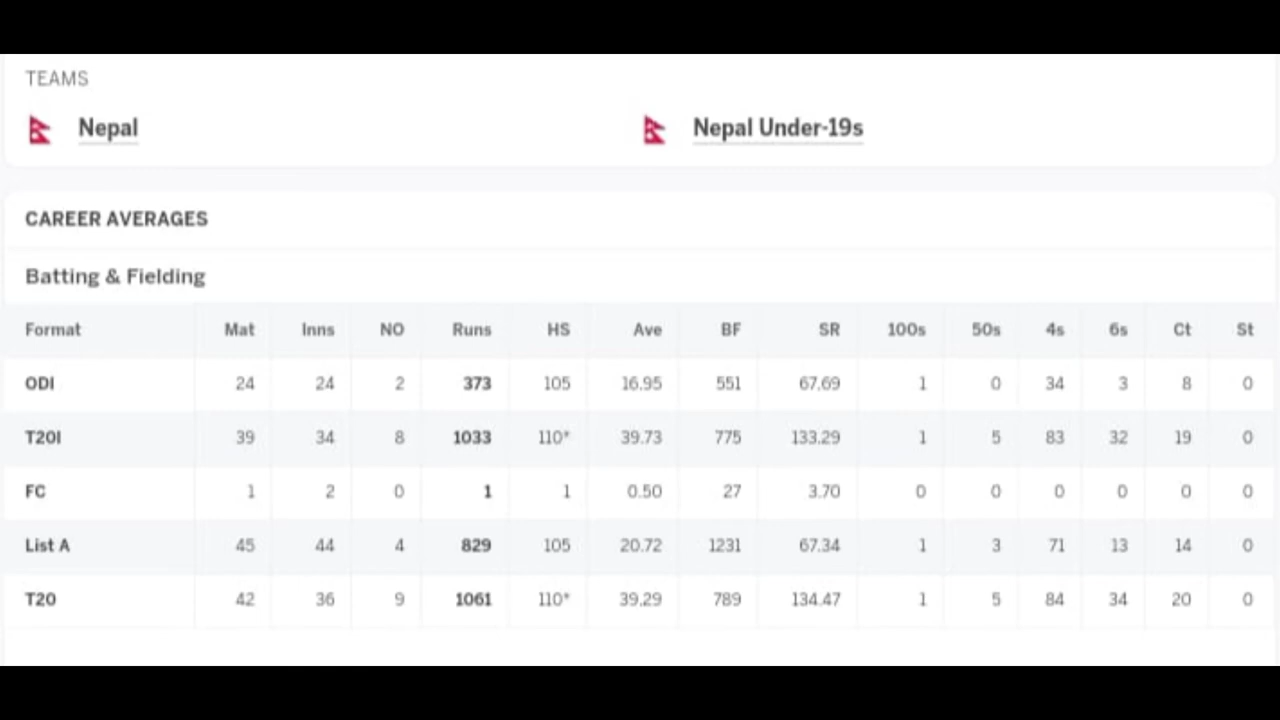 TEAMS
Nepal Nepal Under-19s
CAREER AVERAGES
Batting & Fielding
Format Mat Inns NO Runs HS Ave BF SR 100s 50s 4s 6s Ct St
ODI 24 24 2 373 105 16.95 551 67.69 1 0 34 3 8 0
T20I 39 34 8 1033 110* 39.73 775 133.29 1 5 83 32 19 0
FC 1 2 0 1 1 0.50 27 3.70 0 0 0 0 0 0
List A 45 44 4 829 105 20.72 1231 67.34 1 3 71 13 14 0
T20 42 36 9 1061 110* 39.29 789 134.47 1 5 84 34 20 0